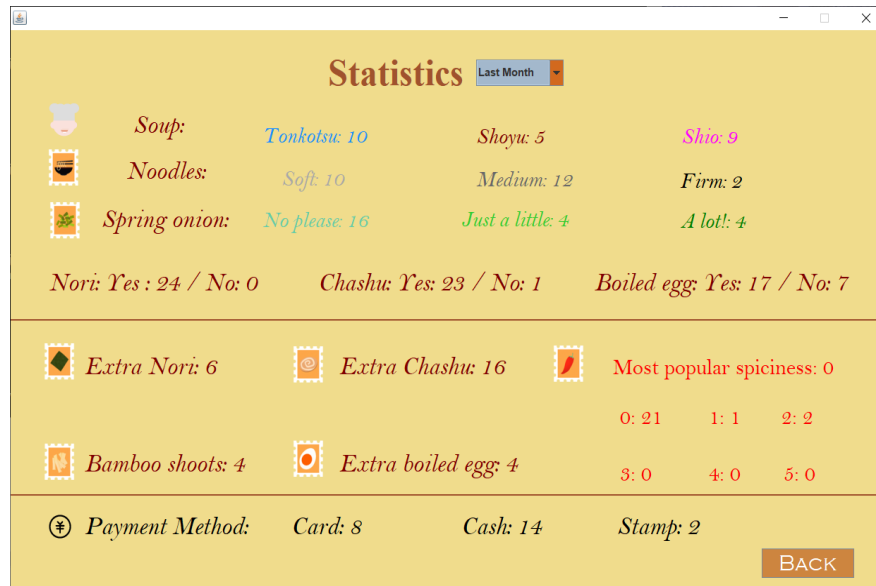 Statistics Last Month
Soup: Tonkotsu: 10 Shoyu: 5 Shio: 9
Noodles: Soft: 10 Medium: 12 Firm: 2
Spring onion: No please: 16 Just a little: 4 A lot!: 4
Nori: Yes : 24 / No: 0 Chashu: Yes: 23 / No: 1 Boiled egg: Yes: 17 / No: 7
Extra Nori: 6 Extra Chashu: 16 Most popular spiciness: 0
0: 21 1: 1 2: 2
Bamboo shoots: 4 Extra boiled egg: 4 3: 0 4: 0 5: 0
¥ Payment Method: Card: 8 Cash: 14 Stamp: 2
BACK